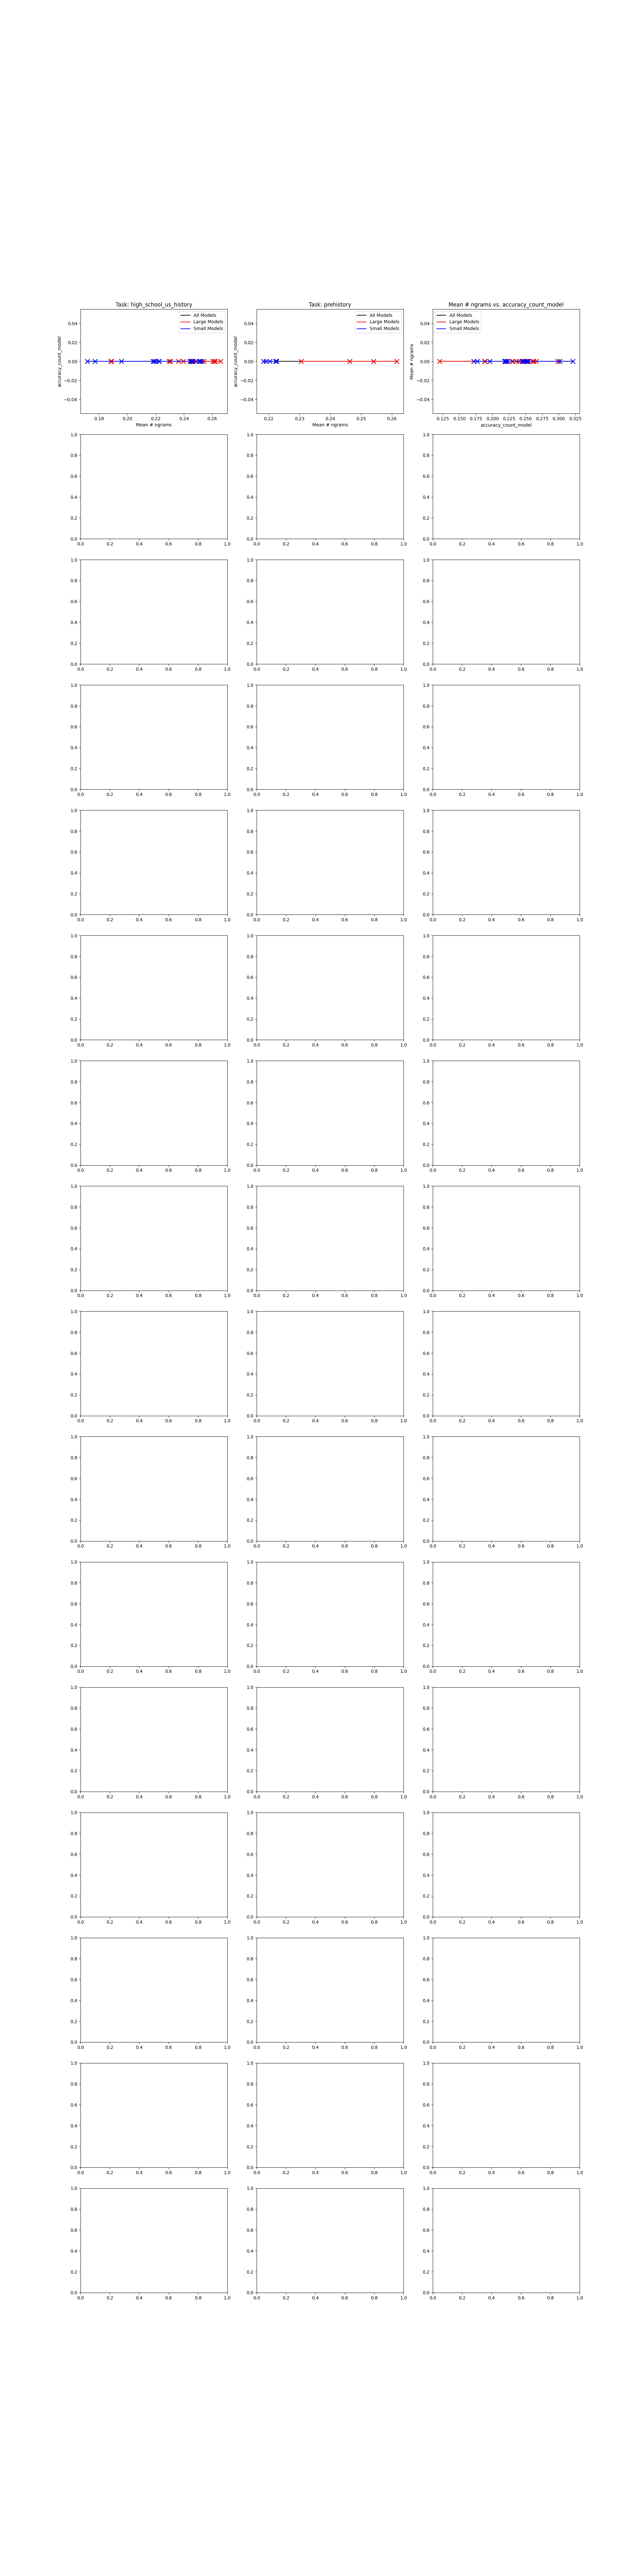 Task: high_school_us_history Task: prehistory Mean # ngrams vs. accuracy_count_model
All Models All Models All Models
Large Models Large Models Large Models
Small Models Small Models Small Models
0.04 0.04 0.04
0.02 0.02 0.02
0.00 0.00 0.00
−0.02 −0.02 −0.02
−0.04 −0.04 −0.04
accuracy_count_model accuracy_count_model Mean # ngrams
0.18 0.20 0.22 0.24 0.26 0.22 0.23 0.24 0.25 0.26 0.125 0.150 0.175 0.200 0.225 0.250 0.275 0.300 0.325
Mean # ngrams Mean # ngrams accuracy_count_model
1.0 1.0 1.0
0.8 0.8 0.8
0.6 0.6 0.6
0.4 0.4 0.4
0.2 0.2 0.2
0.0 0.0 0.0
0.0 0.2 0.4 0.6 0.8 1.0 0.0 0.2 0.4 0.6 0.8 1.0 0.0 0.2 0.4 0.6 0.8 1.0
1.0 1.0 1.0
0.8 0.8 0.8
0.6 0.6 0.6
0.4 0.4 0.4
0.2 0.2 0.2
0.0 0.0 0.0
0.0 0.2 0.4 0.6 0.8 1.0 0.0 0.2 0.4 0.6 0.8 1.0 0.0 0.2 0.4 0.6 0.8 1.0
1.0 1.0 1.0
0.8 0.8 0.8
0.6 0.6 0.6
0.4 0.4 0.4
0.2 0.2 0.2
0.0 0.0 0.0
0.0 0.2 0.4 0.6 0.8 1.0 0.0 0.2 0.4 0.6 0.8 1.0 0.0 0.2 0.4 0.6 0.8 1.0
1.0 1.0 1.0
0.8 0.8 0.8
0.6 0.6 0.6
0.4 0.4 0.4
0.2 0.2 0.2
0.0 0.0 0.0
0.0 0.2 0.4 0.6 0.8 1.0 0.0 0.2 0.4 0.6 0.8 1.0 0.0 0.2 0.4 0.6 0.8 1.0
1.0 1.0 1.0
0.8 0.8 0.8
0.6 0.6 0.6
0.4 0.4 0.4
0.2 0.2 0.2
0.0 0.0 0.0
0.0 0.2 0.4 0.6 0.8 1.0 0.0 0.2 0.4 0.6 0.8 1.0 0.0 0.2 0.4 0.6 0.8 1.0
1.0 1.0 1.0
0.8 0.8 0.8
0.6 0.6 0.6
0.4 0.4 0.4
0.2 0.2 0.2
0.0 0.0 0.0
0.0 0.2 0.4 0.6 0.8 1.0 0.0 0.2 0.4 0.6 0.8 1.0 0.0 0.2 0.4 0.6 0.8 1.0
1.0 1.0 1.0
0.8 0.8 0.8
0.6 0.6 0.6
0.4 0.4 0.4
0.2 0.2 0.2
0.0 0.0 0.0
0.0 0.2 0.4 0.6 0.8 1.0 0.0 0.2 0.4 0.6 0.8 1.0 0.0 0.2 0.4 0.6 0.8 1.0
1.0 1.0 1.0
0.8 0.8 0.8
0.6 0.6 0.6
0.4 0.4 0.4
0.2 0.2 0.2
0.0 0.0 0.0
0.0 0.2 0.4 0.6 0.8 1.0 0.0 0.2 0.4 0.6 0.8 1.0 0.0 0.2 0.4 0.6 0.8 1.0
1.0 1.0 1.0
0.8 0.8 0.8
0.6 0.6 0.6
0.4 0.4 0.4
0.2 0.2 0.2
0.0 0.0 0.0
0.0 0.2 0.4 0.6 0.8 1.0 0.0 0.2 0.4 0.6 0.8 1.0 0.0 0.2 0.4 0.6 0.8 1.0
1.0 1.0 1.0
0.8 0.8 0.8
0.6 0.6 0.6
0.4 0.4 0.4
0.2 0.2 0.2
0.0 0.0 0.0
0.0 0.2 0.4 0.6 0.8 1.0 0.0 0.2 0.4 0.6 0.8 1.0 0.0 0.2 0.4 0.6 0.8 1.0
1.0 1.0 1.0
0.8 0.8 0.8
0.6 0.6 0.6
0.4 0.4 0.4
0.2 0.2 0.2
0.0 0.0 0.0
0.0 0.2 0.4 0.6 0.8 1.0 0.0 0.2 0.4 0.6 0.8 1.0 0.0 0.2 0.4 0.6 0.8 1.0
1.0 1.0 1.0
0.8 0.8 0.8
0.6 0.6 0.6
0.4 0.4 0.4
0.2 0.2 0.2
0.0 0.0 0.0
0.0 0.2 0.4 0.6 0.8 1.0 0.0 0.2 0.4 0.6 0.8 1.0 0.0 0.2 0.4 0.6 0.8 1.0
1.0 1.0 1.0
0.8 0.8 0.8
0.6 0.6 0.6
0.4 0.4 0.4
0.2 0.2 0.2
0.0 0.0 0.0
0.0 0.2 0.4 0.6 0.8 1.0 0.0 0.2 0.4 0.6 0.8 1.0 0.0 0.2 0.4 0.6 0.8 1.0
1.0 1.0 1.0
0.8 0.8 0.8
0.6 0.6 0.6
0.4 0.4 0.4
0.2 0.2 0.2
0.0 0.0 0.0
0.0 0.2 0.4 0.6 0.8 1.0 0.0 0.2 0.4 0.6 0.8 1.0 0.0 0.2 0.4 0.6 0.8 1.0
1.0 1.0 1.0
0.8 0.8 0.8
0.6 0.6 0.6
0.4 0.4 0.4
0.2 0.2 0.2
0.0 0.0 0.0
0.0 0.2 0.4 0.6 0.8 1.0 0.0 0.2 0.4 0.6 0.8 1.0 0.0 0.2 0.4 0.6 0.8 1.0